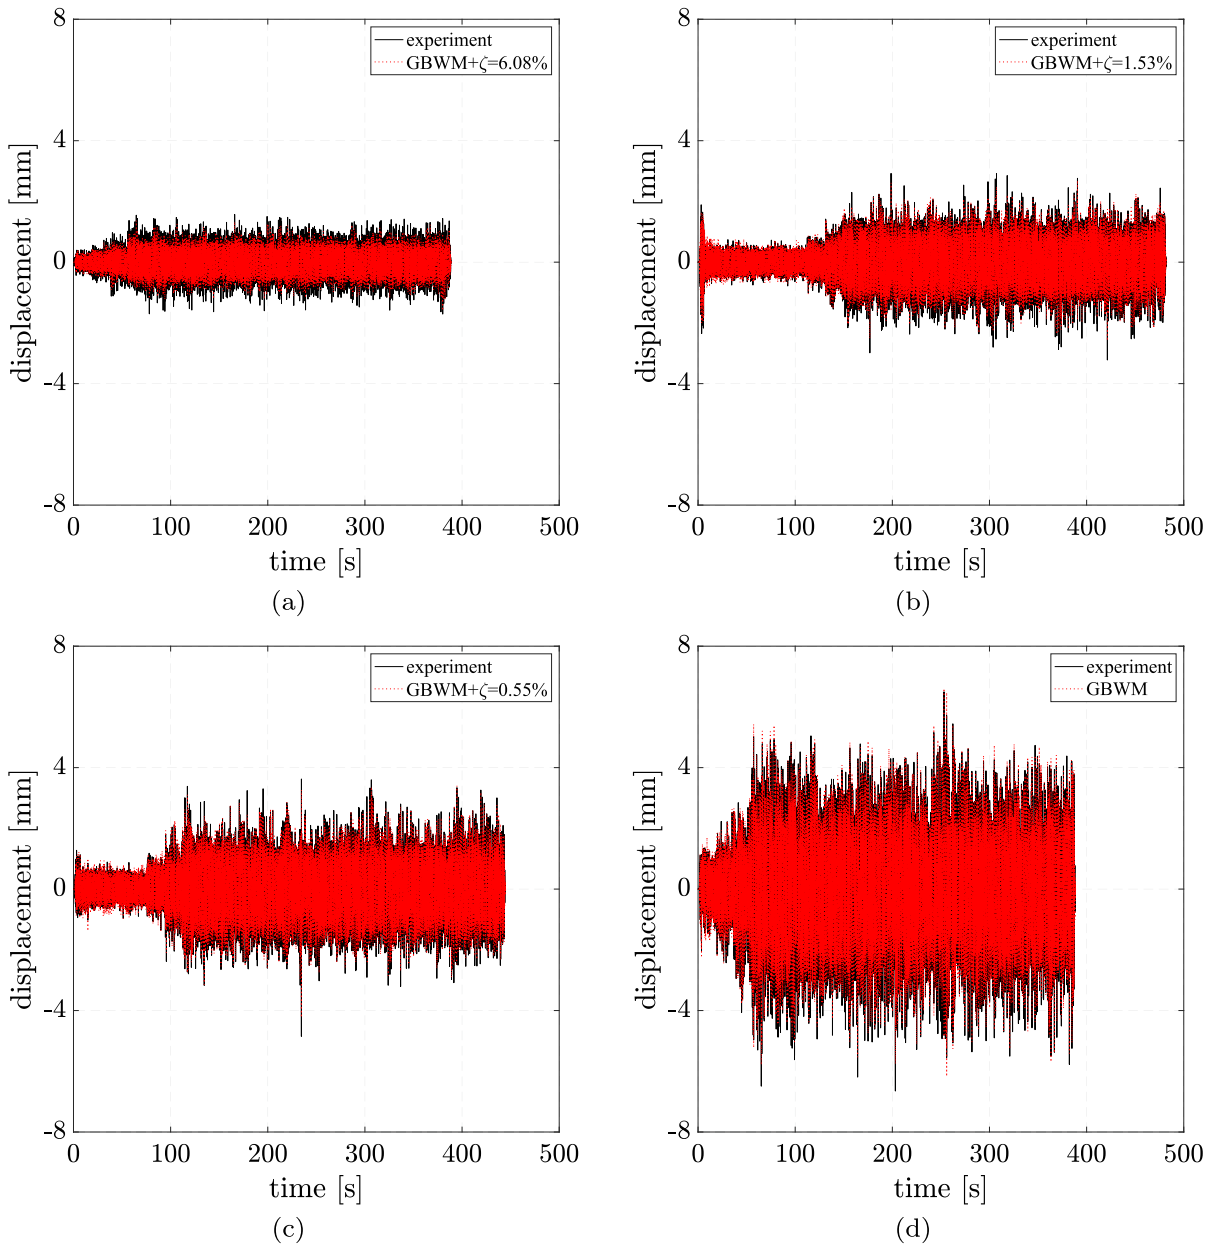 8
4
0
-4
-8
displacement [mm]
experiment
GBWM+ζ=6.08%
0 100 200 300 400 500
time [s]
(a)
8
4
0
-4
-8
displacement [mm]
experiment
GBWM+ζ=1.53%
0 100 200 300 400 500
time [s]
(b)
8
4
0
-4
-8
displacement [mm]
experiment
GBWM+ζ=0.55%
0 100 200 300 400 500
time [s]
(c)
8
4
0
-4
-8
displacement [mm]
experiment
GBWM
0 100 200 300 400 500
time [s]
(d)